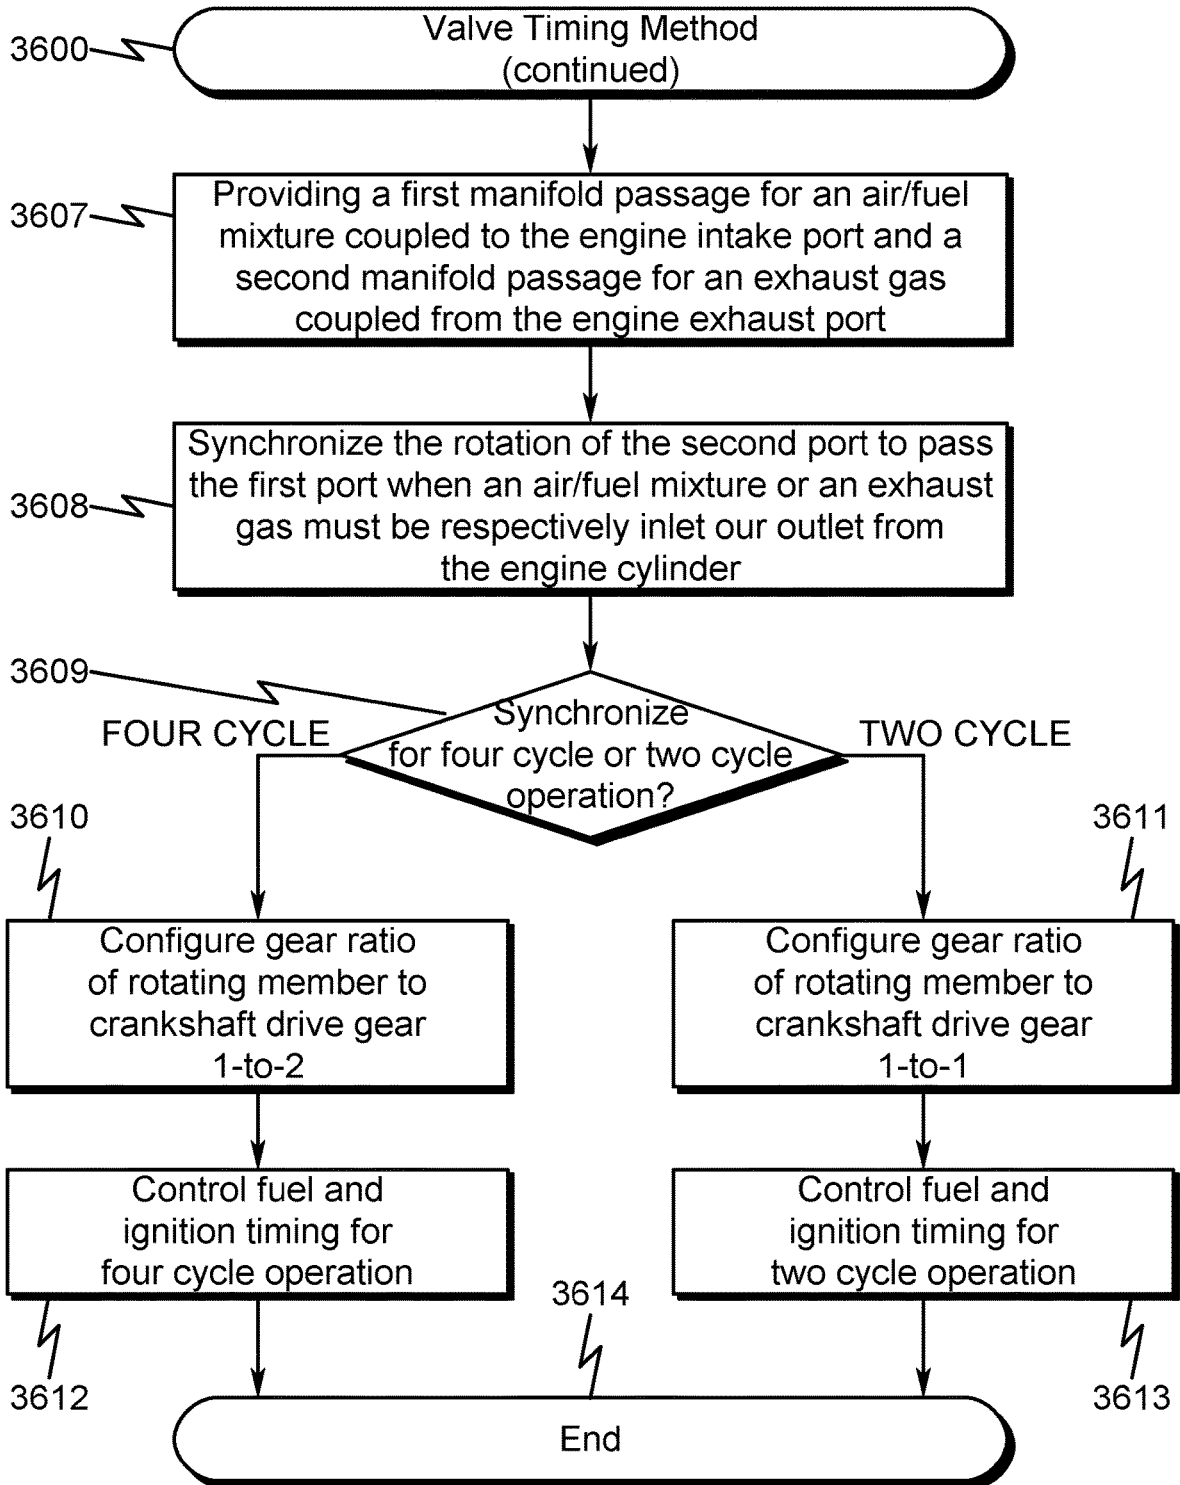 3600
Valve Timing Method
(continued)
3607
Providing a first manifold passage for an air/fuel
mixture coupled to the engine intake port and a
second manifold passage for an exhaust gas
coupled from the engine exhaust port
3608
Synchronize the rotation of the second port to pass
the first port when an air/fuel mixture or an exhaust
gas must be respectively inlet our outlet from
the engine cylinder
3609
Synchronize
for four cycle or two cycle
operation?
FOUR CYCLE
TWO CYCLE
3610
Configure gear ratio
of rotating member to
crankshaft drive gear
1-to-2
3611
Configure gear ratio
of rotating member to
crankshaft drive gear
1-to-1
Control fuel and
ignition timing for
four cycle operation
3612
Control fuel and
ignition timing for
two cycle operation
3613
3614
End